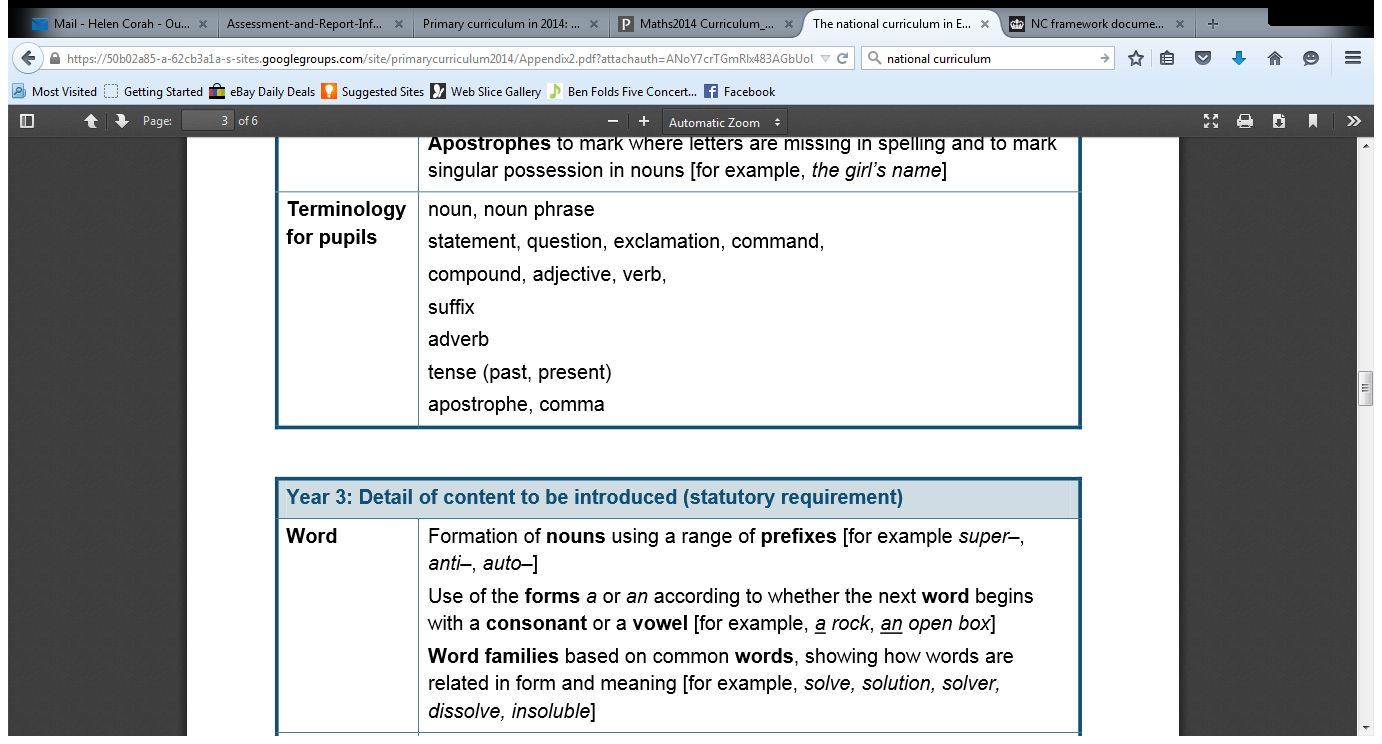 Mail - Helen Corah - Ou...
Assessment-and-Report-Inf...
Primary curriculum in 2014: ...
Maths2014 Curriculum_...
The national curriculum in E...
NC framework docume...
https://50b02a85-a-62cb3a1a-s-sites.googlegroups.com/site/primarycurriculum2014/Appendix2.pdf?attachauth=ANoY7crTGmRlx483AGbUoU
national curriculum
Most Visited Getting Started eBay Daily Deals Suggested Sites Web Slice Gallery Ben Folds Five Concert... Facebook
Page: 3 of 6
Automatic Zoom
Apostrophes to mark where letters are missing in spelling and to mark
singular possession in nouns [for example, the girl's name]
Terminology
for pupils
noun, noun phrase
statement, question, exclamation, command,
compound, adjective, verb,
suffix
adverb
tense (past, present)
apostrophe, comma
Year 3: Detail of content to be introduced (statutory requirement)
Word
Formation of nouns using a range of prefixes [for example super–,
anti–, auto–]
Use of the forms a or an according to whether the next word begins
with a consonant or a vowel [for example, a rock, an open box]
Word families based on common words, showing how words are
related in form and meaning [for example, solve, solution, solver,
dissolve, insoluble]